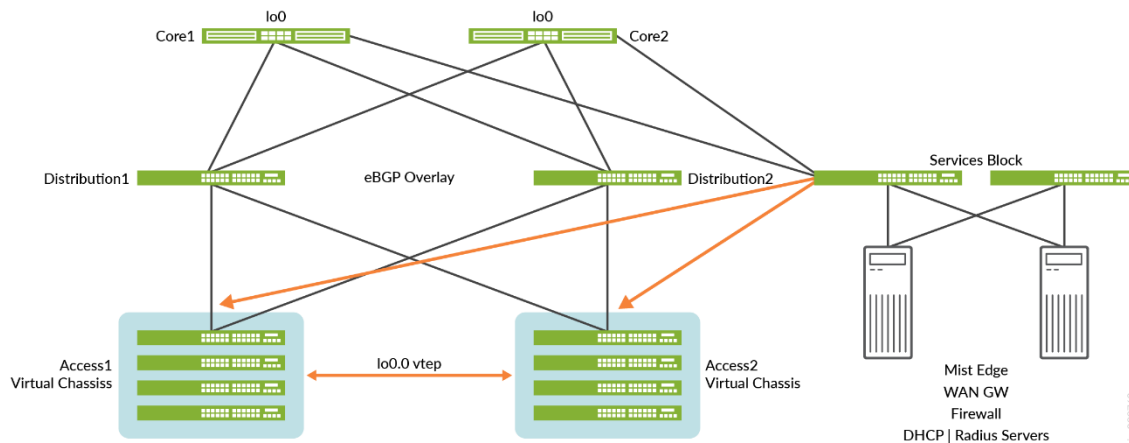 lo0
lo0
Core1
Core2
Services Block
Distribution1
eBGP Overlay
Distribution2
Access1
Virtual Chassiss
lo0.0 vtep
Access2
Virtual Chassis
Mist Edge
WAN GW
Firewall
DHCP | Radius Servers